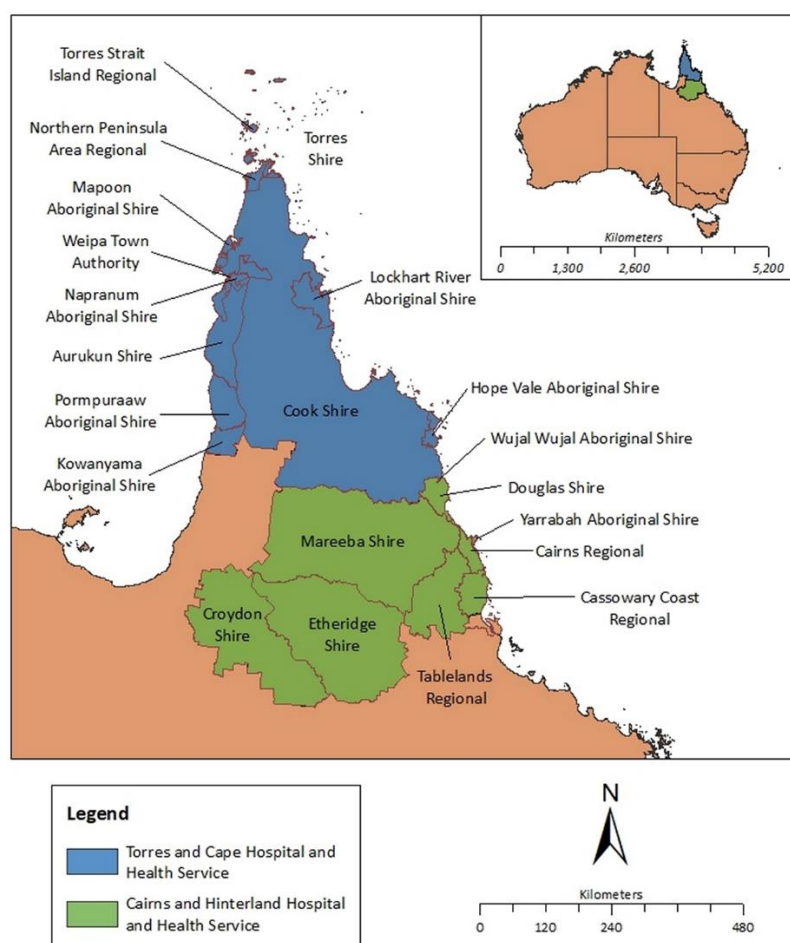 Torres Strait
Island Regional
Northern Peninsula
Area Regional
Torres
Shire
Mapoon
Aboriginal Shire
Weipa Town
Authority
Napranum
Aboriginal Shire
Lockhart River
Aboriginal Shire
Aurukun Shire
Pormpuraaw
Aboriginal Shire
Cook Shire
Hope Vale Aboriginal Shire
Wujal Wujal Aboriginal Shire
Kowanyama
Aboriginal Shire
Douglas Shire
Yarrabah Aboriginal Shire
Mareeba Shire
Cairns Regional
Cassowary Coast
Regional
Croydon
Shire
Etheridge
Shire
Tablelands
Regional
Kilometers
0 1,300 2,600 5,200
Legend
Torres and Cape Hospital and
Health Service
Cairns and Hinterland Hospital
and Health Service
N
Kilometers
0 120 240 360 480